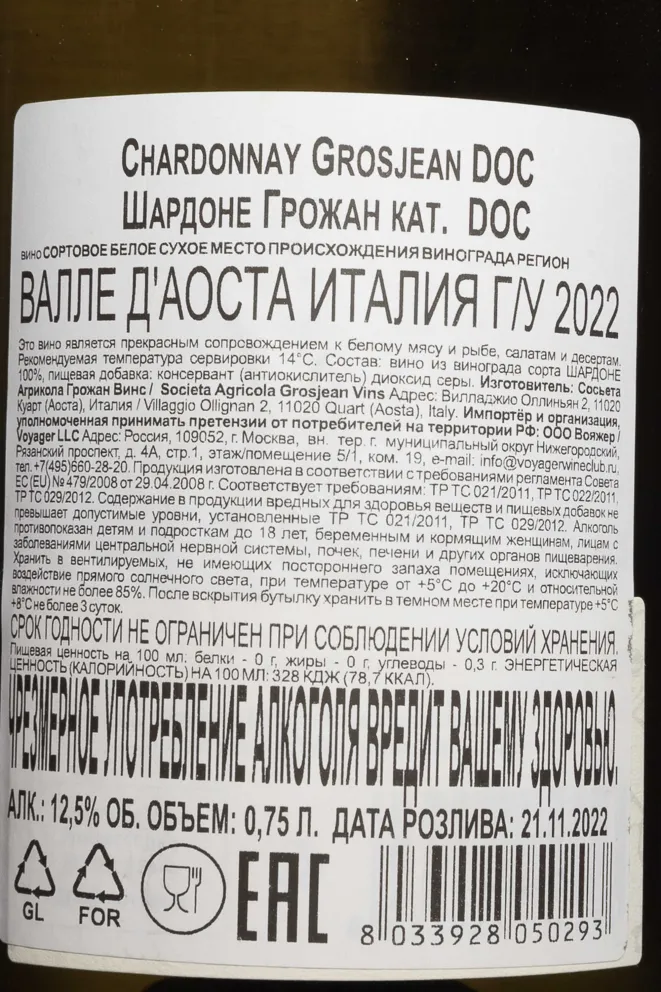 CHARDONNAY GROSJEAN DOC
ШАРДОНЕ ГРОЖАН КАТ. DOC
ВИНО СОРТОВОЕ БЕЛОЕ СУХОЕ МЕСТО ПРОИСХОЖДЕНИЯ ВИНОГРАДА РЕГИОН
ВАЛЛЕ Д'АОСТА ИТАЛИЯ Г/У 2022
Это вино является прекрасным сопровождением к белому мясу и рыбе, салатам и десертам.
Рекомендуемая температура сервировки 14°С. Состав: вино из винограда сорта ШАРДОНЕ
100%, пищевая добавка: консервант (антиокислитель) диоксид серы. Изготовитель: Сосьета
Агрикола Грожан Винс / Societa Agricola Grosjean Vins Адрес: Вилладжио Оллиньян 2, 11020
Куарт (Аоста), Италия / Villaggio Ollignan 2, 11020 Quart (Aosta), Italy. Импортёр и организация,
уполномоченная принимать претензии от потребителей на территории РФ: ООО Вояжер /
Voyager LLC Адрес: Россия, 109052, г. Москва, вн. тер. г. муниципальный округ Нижегородский,
Рязанский проспект, д. 4А, стр.1, этаж/помещение 5/1, ком. 19, e-mail: info@voyagerwineclub.ru,
тел.+7(495)660-28-20. Продукция изготовлена в соответствии с требованиями регламента Совета
ЕС (EU) № 479/2008 от 29.04.2008 г. Соответствует требованиям: ТР ТС 021/2011, ТР ТС 022/2011,
ТР ТС 029/2012. Содержание в продукции вредных для здоровья веществ и пищевых добавок не
превышает допустимые уровни, установленные ТР ТС 021/2011, ТР ТС 029/2012. Алкоголь
противопоказан детям и подросткам до 18 лет, беременным и кормящим женщинам, лицам с
заболеваниями центральной нервной системы, почек, печени и других органов пищеварения.
Хранить в вентилируемых, не имеющих постороннего запаха помещениях, исключающих
воздействие прямого солнечного света, при температуре от +5°С до +20°С и относительной
влажности не более 85%. После вскрытия бутылку хранить в темном месте при температуре +5°С
+8°С не более 3 суток.
СРОК ГОДНОСТИ НЕ ОГРАНИЧЕН ПРИ СОБЛЮДЕНИИ УСЛОВИЙ ХРАНЕНИЯ.
Пищевая ценность на 100 мл: белки - 0 г, жиры - 0 г, углеводы - 0,3 г. ЭНЕРГЕТИЧЕСКАЯ
ЦЕННОСТЬ (КАЛОРИЙНОСТЬ) НА 100 МЛ: 328 КДЖ (78,7 ККАЛ).
ЧРЕЗМЕРНОЕ УПОТРЕБЛЕНИЕ АЛКОГОЛЯ ВРЕДИТ ВАШЕМУ ЗДОРОВЬЮ.
АЛК.: 12,5% ОБ. ОБЪЕМ: 0,75 Л. ДАТА РОЗЛИВА: 21.11.2022
GL FOR EAC 8 033928 050293